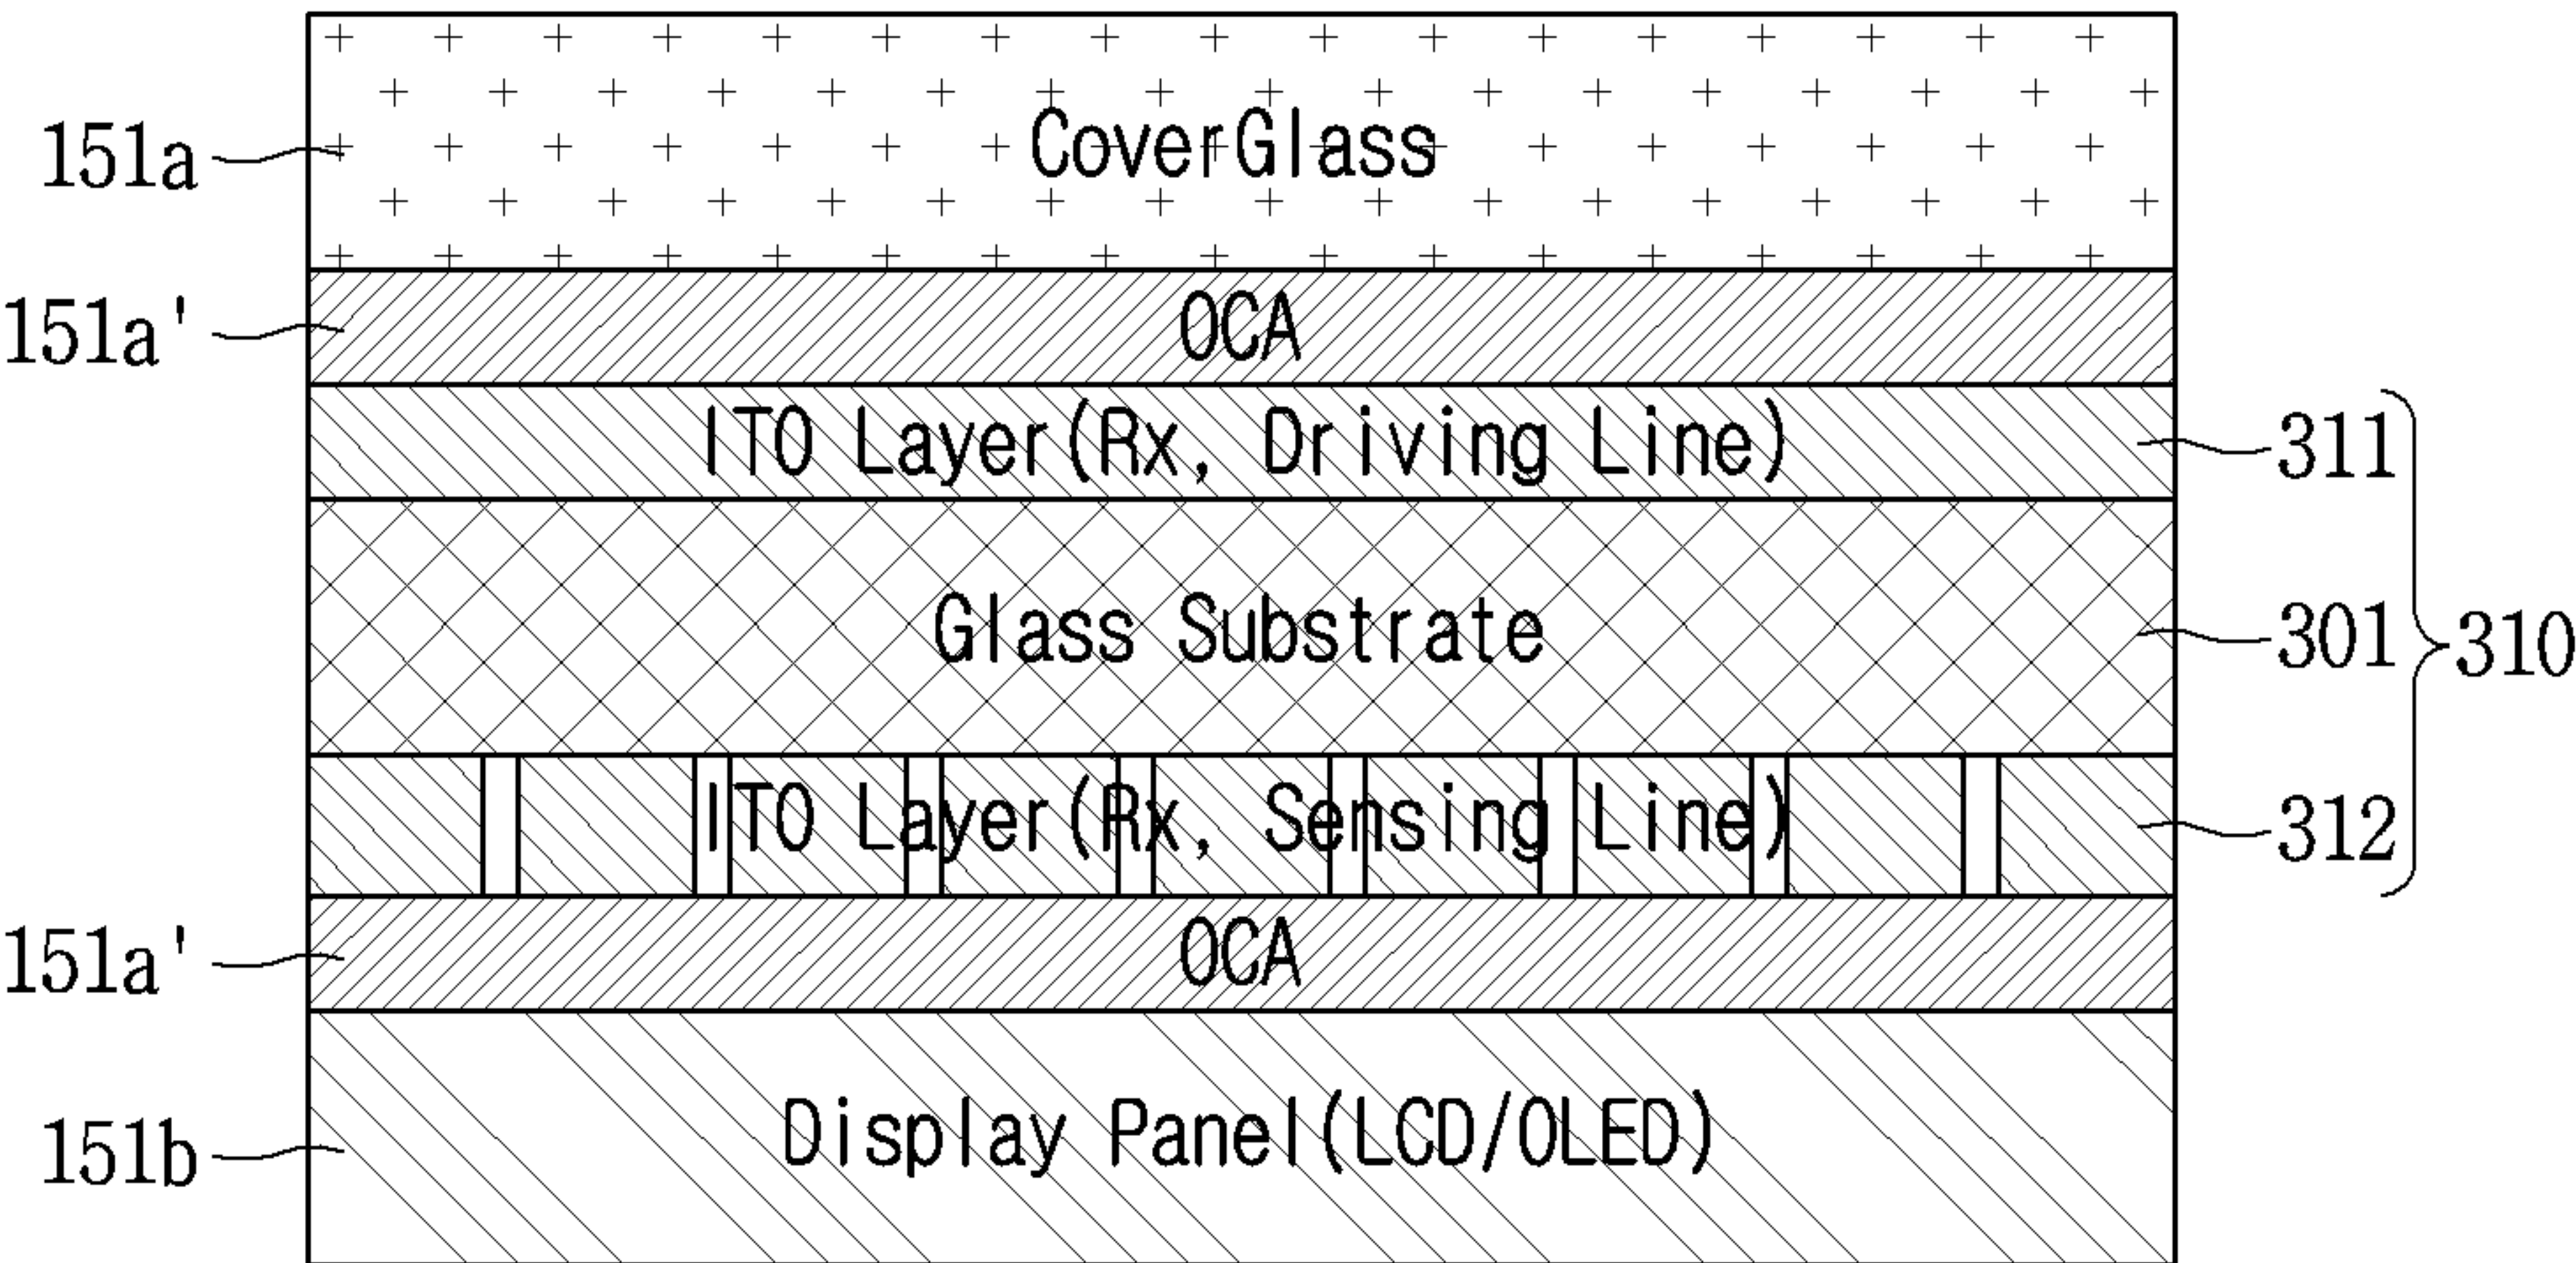 151a CoverGlass
151a' OCA
ITO Layer(Rx, Driving Line) 311
Glass Substrate 301 310
ITO Layer(Rx, Sensing Line) 312
151a' OCA
151b Display Panel(LCD/OLED)